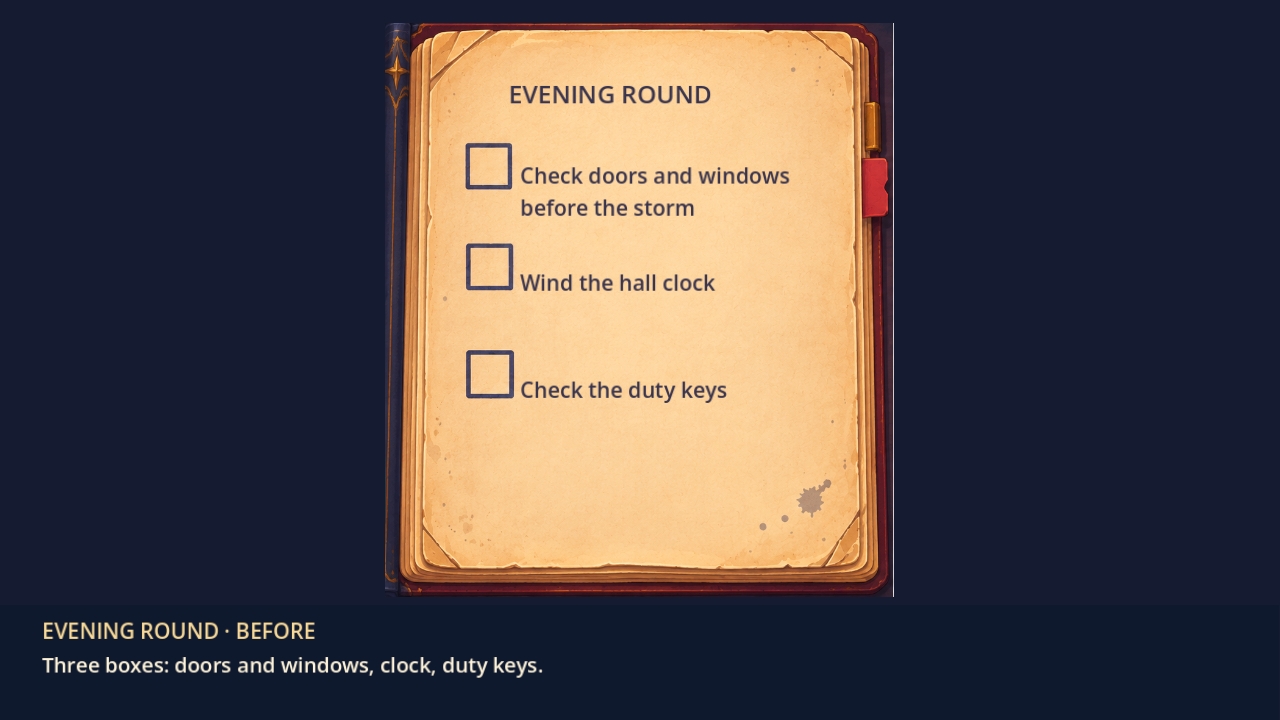 EVENING ROUND
Check doors and windows
before the storm
Wind the hall clock
Check the duty keys
EVENING ROUND · BEFORE
Three boxes: doors and windows, clock, duty keys.